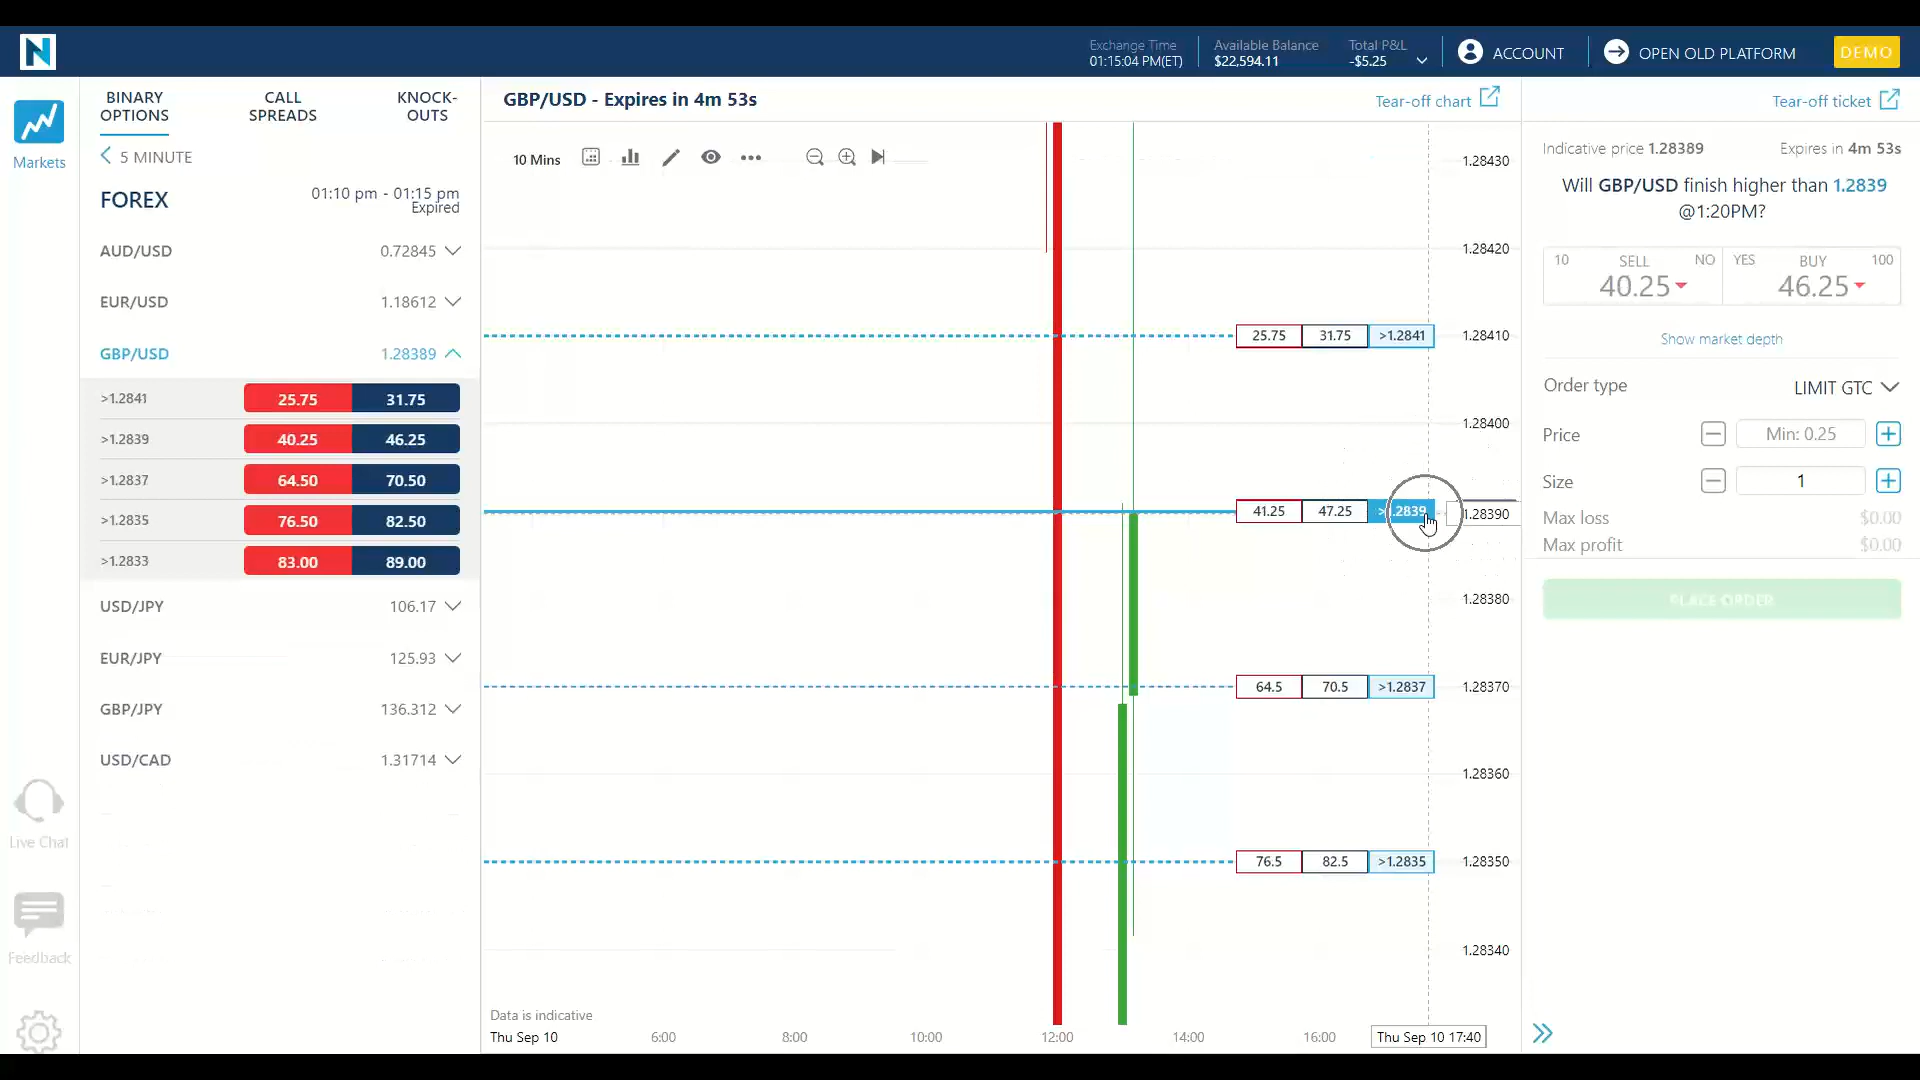 Exchange Time
01:15:04 PM(ET)
Available Balance
$22,594.11
Total P&L
-$5.25
ACCOUNT
OPEN OLD PLATFORM
DEMO
Markets
Live Chat
Feedback
BINARY OPTIONS
CALL SPREADS
KNOCK-OUTS
5 MINUTE
FOREX
01:10 pm - 01:15 pm
Expired
AUD/USD 0.72845
EUR/USD 1.18612
GBP/USD 1.28389
>1.2841 25.75 31.75
>1.2839 40.25 46.25
>1.2837 64.50 70.50
>1.2835 76.50 82.50
>1.2833 83.00 89.00
USD/JPY 106.17
EUR/JPY 125.93
GBP/JPY 136.312
USD/CAD 1.31714
GBP/USD - Expires in 4m 53s
Tear-off chart
10 Mins
1.28430
1.28420
25.75 31.75 >1.2841 1.28410
1.28400
41.25 47.25 >1.2839 1.28390
1.28380
64.5 70.5 >1.2837 1.28370
1.28360
76.5 82.5 >1.2835 1.28350
1.28340
Data is indicative
Thu Sep 10 6:00 8:00 10:00 12:00 14:00 16:00 Thu Sep 10 17:40
Tear-off ticket
Indicative price 1.28389 Expires in 4m 53s
Will GBP/USD finish higher than 1.2839
@1:20PM?
10 SELL NO YES BUY 100
40.25 46.25
Show market depth
Order type LIMIT GTC
Price Min: 0.25
Size 1
Max loss $0.00
Max profit $0.00
PLACE ORDER